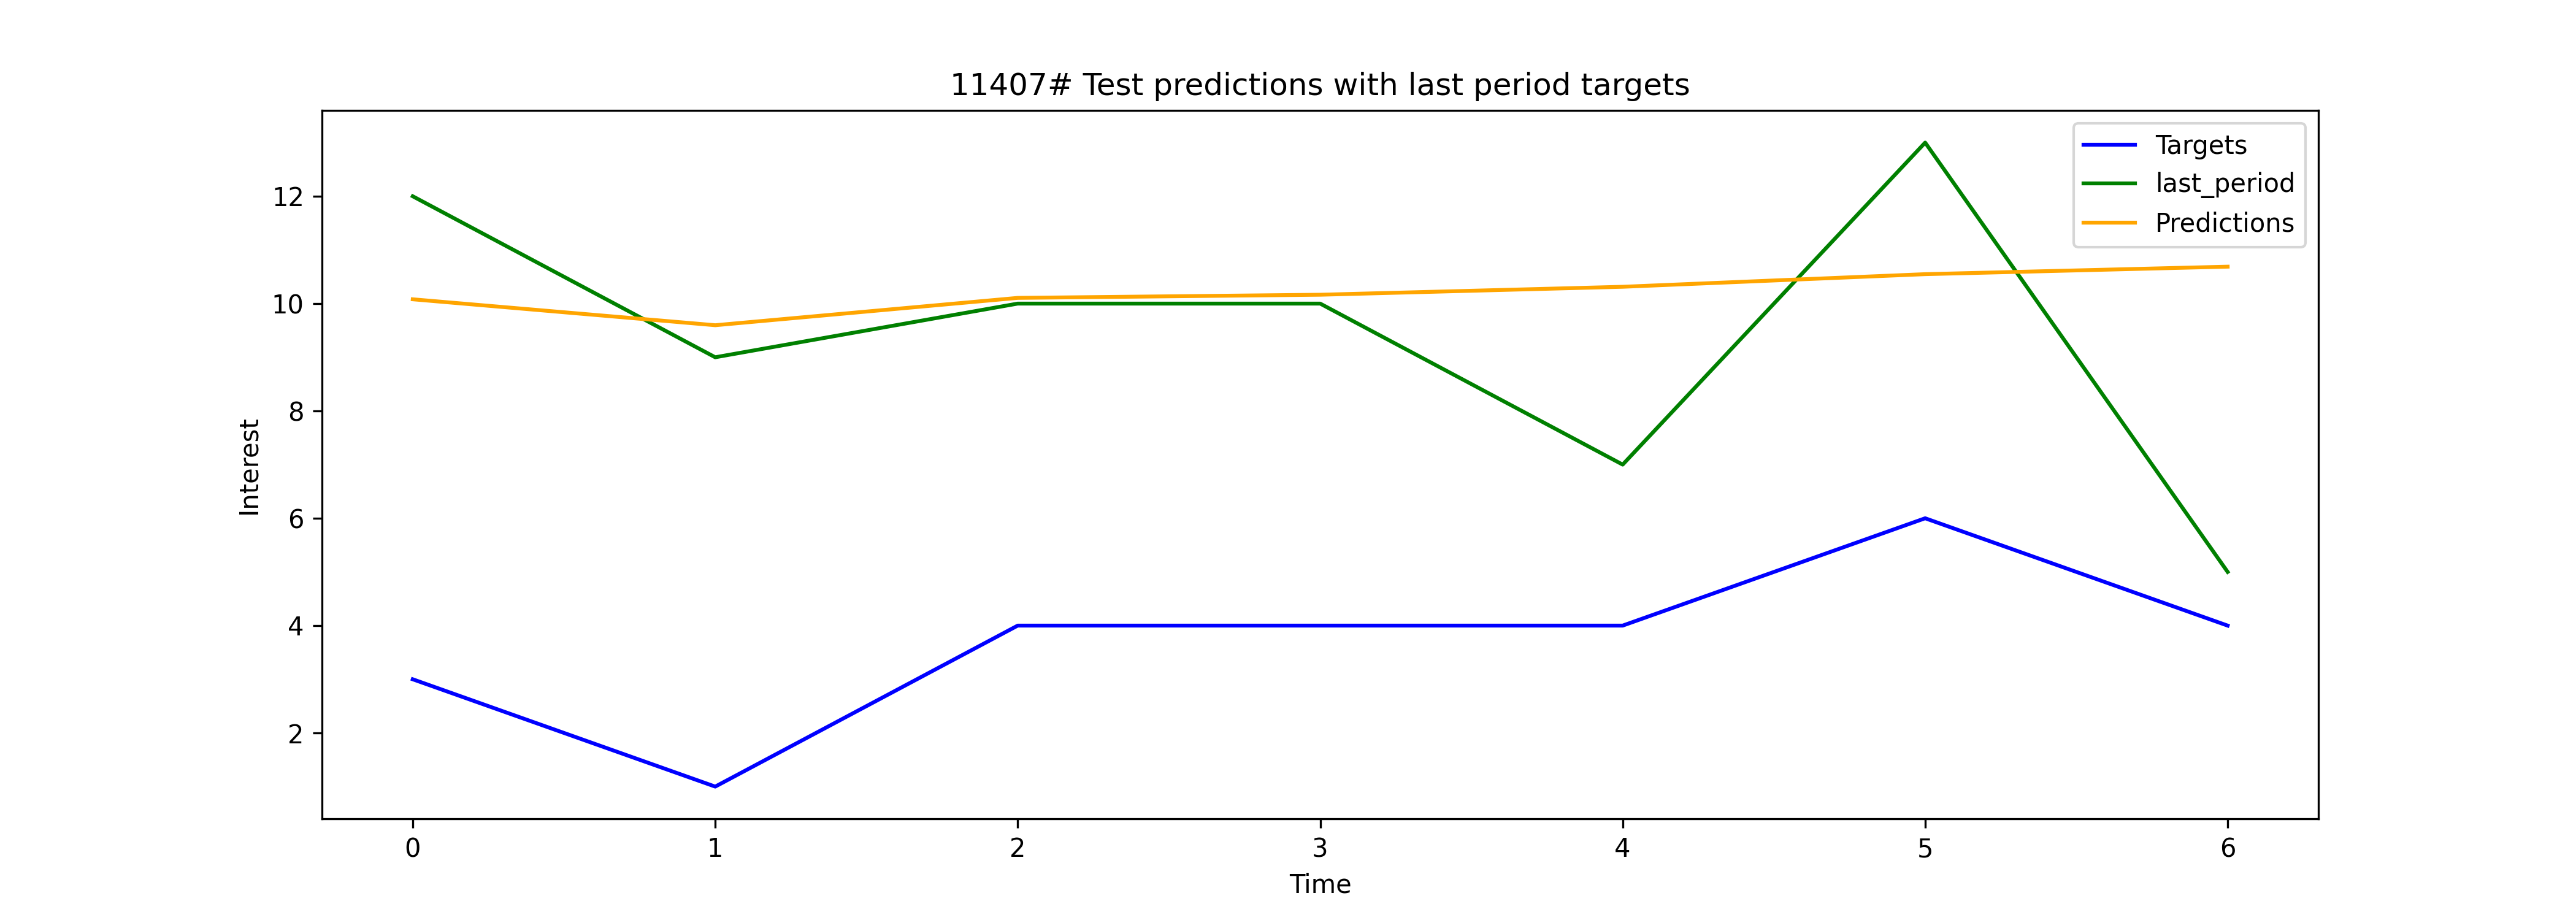 11407# Test predictions with last period targets
Targets
last_period
Predictions
12
10
8
6
4
2
Interest
0 1 2 3 4 5 6
Time